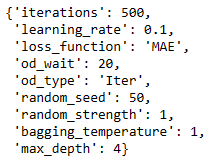 {'iterations': 500,
 'learning_rate': 0.1,
 'loss_function': 'MAE',
 'od_wait': 20,
 'od_type': 'Iter',
 'random_seed': 50,
 'random_strength': 1,
 'bagging_temperature': 1,
 'max_depth': 4}